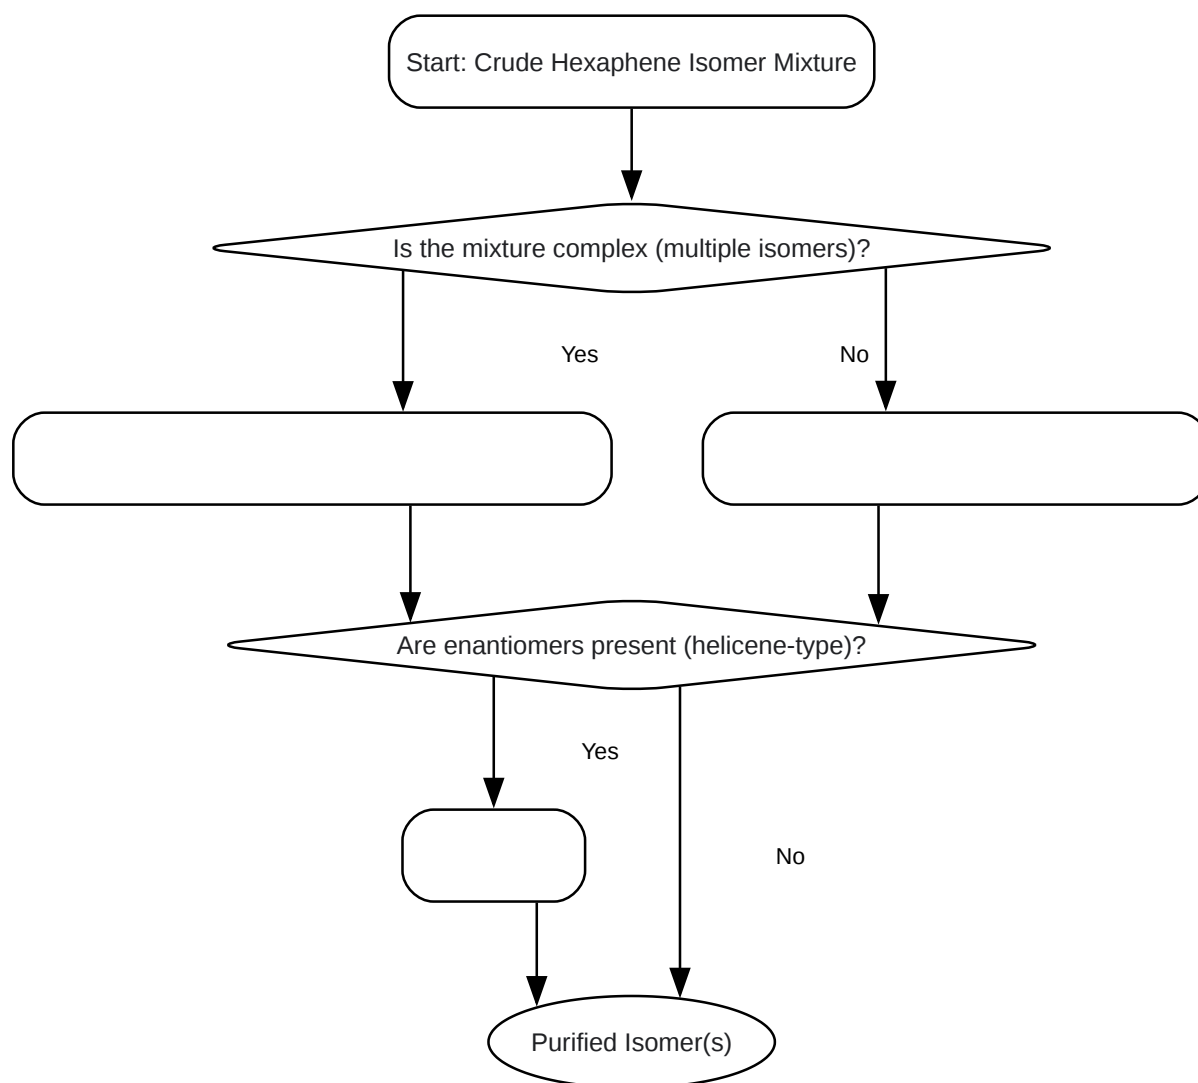 Start: Crude Hexaphene Isomer Mixture
Is the mixture complex (multiple isomers)?
Yes
No
Are enantiomers present (helicene-type)?
Yes
No
Purified Isomer(s)